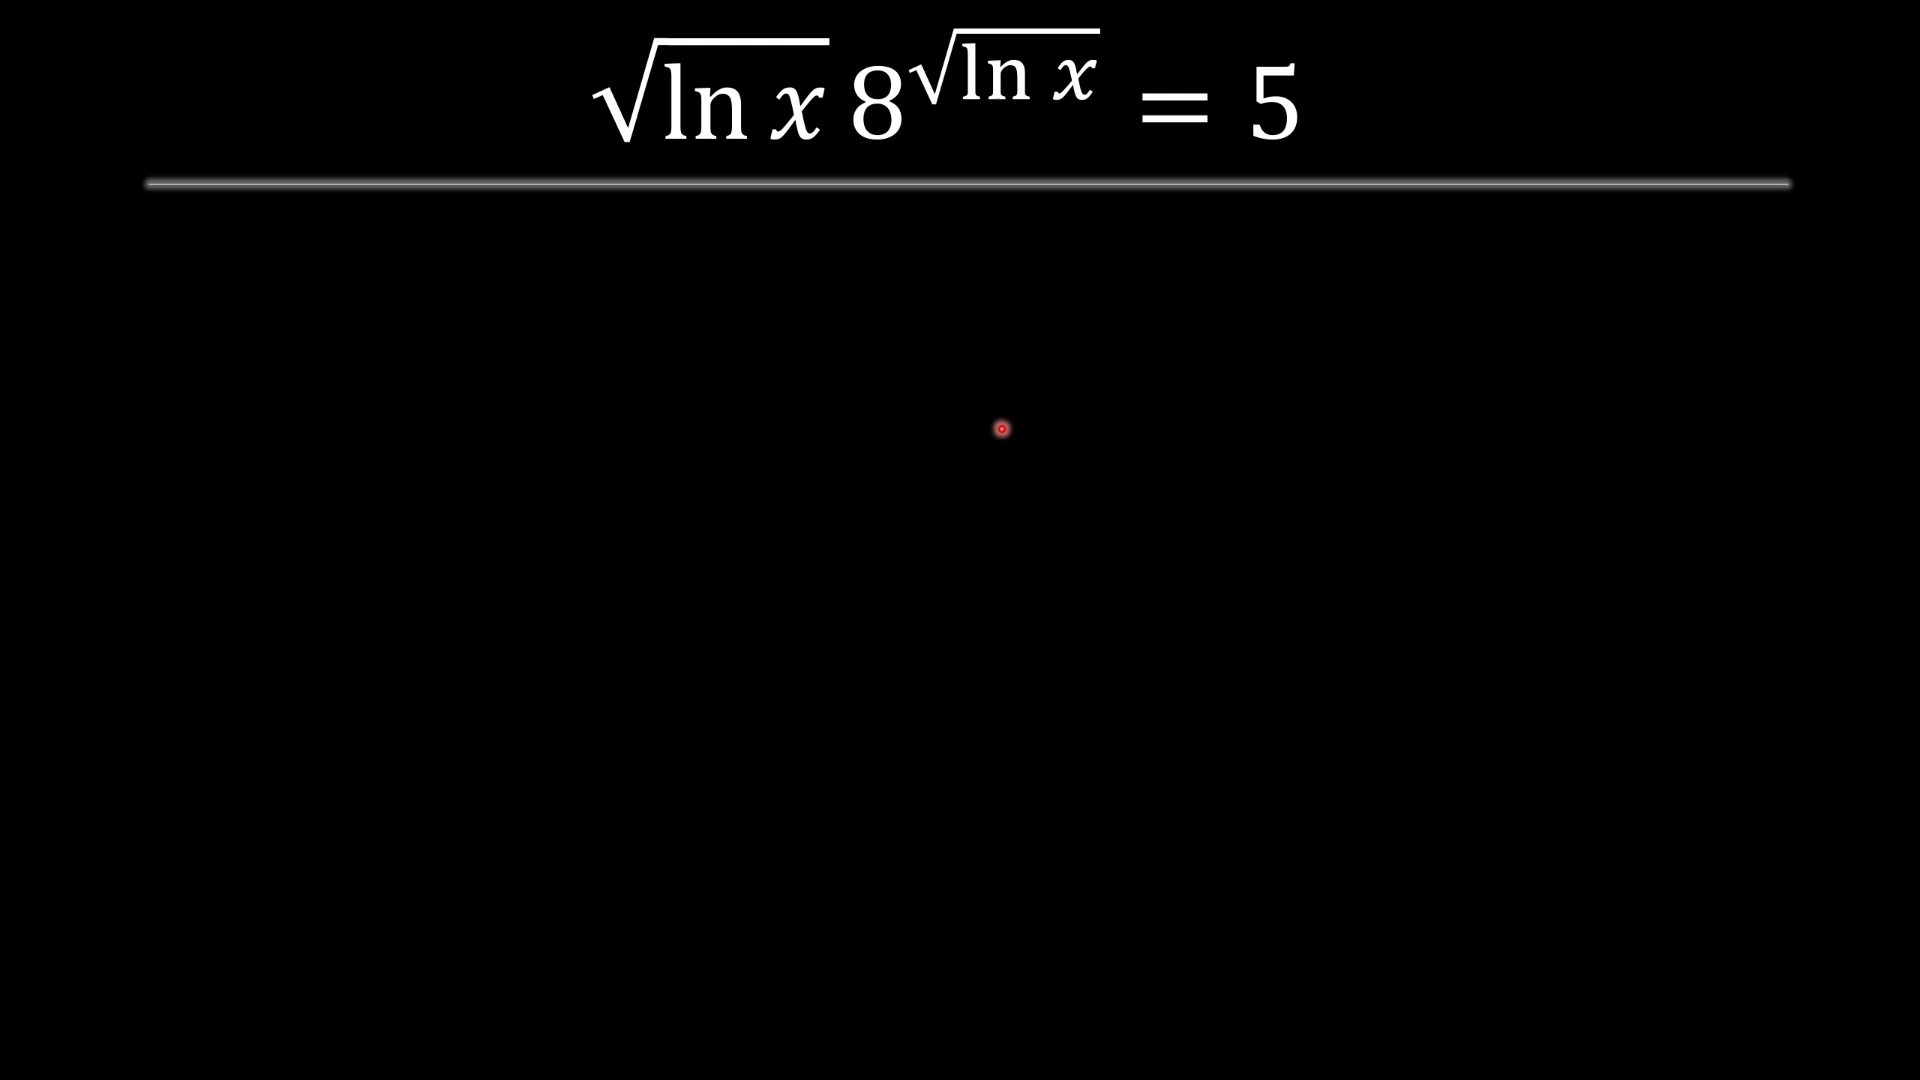 √ln x 8^√ln x = 5